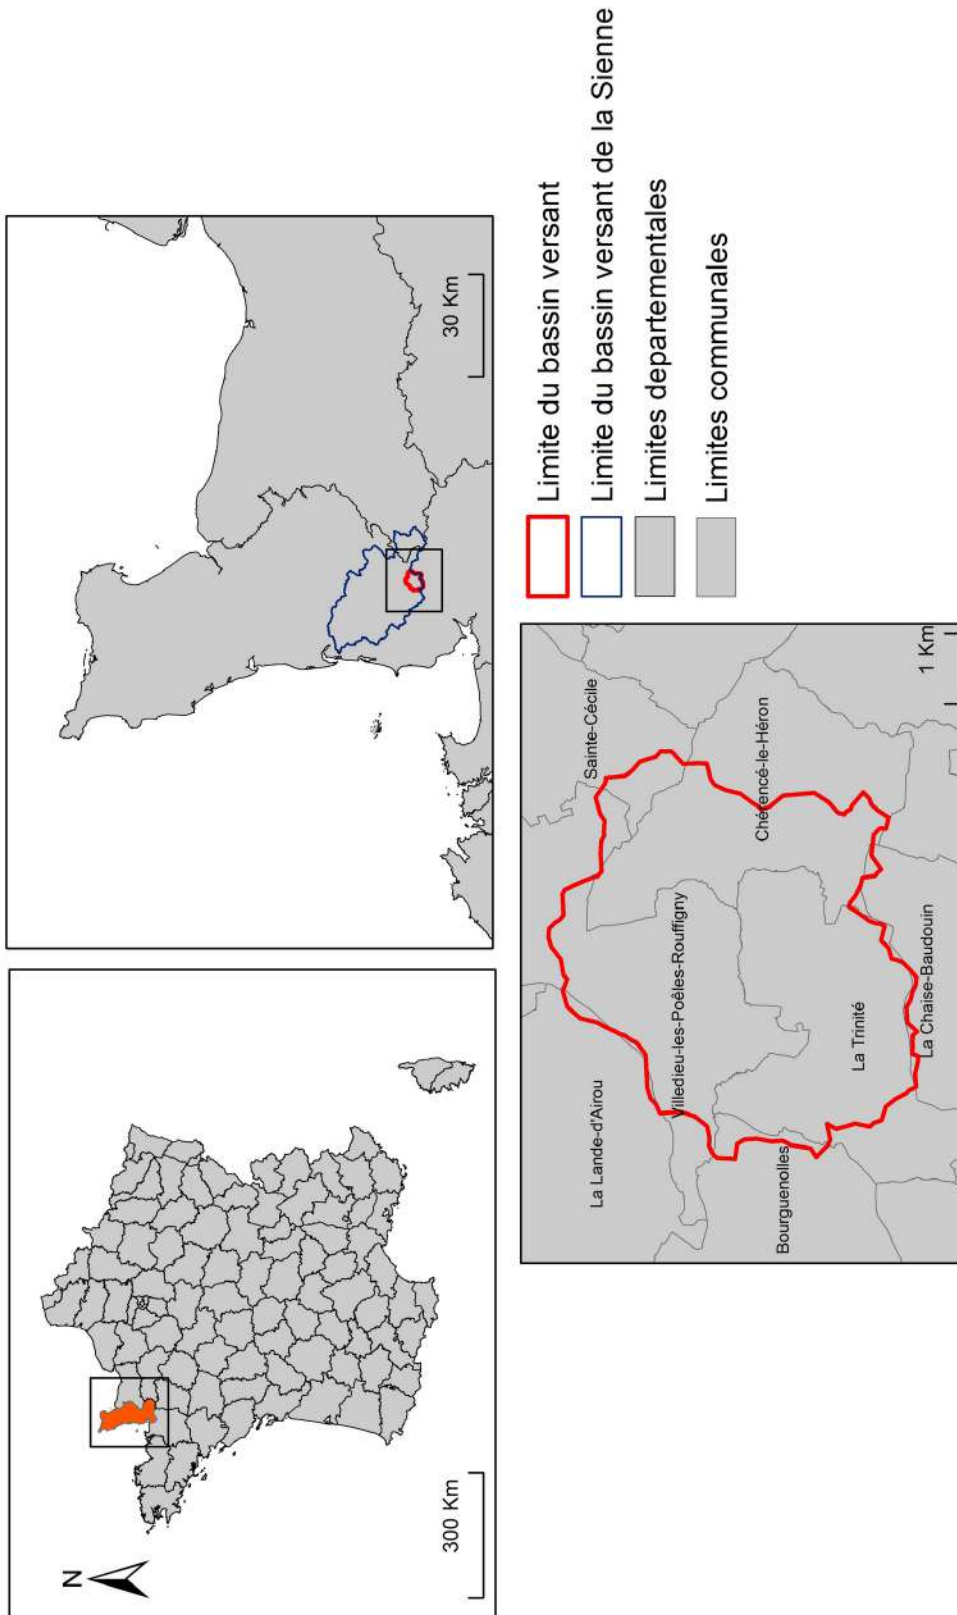 N
300 Km
30 Km
La Lande-d'Airou
Sainte-Cécile
Villedieu-les-Poêles-Rouffigny
Bourguenolles
Chérencé-le-Héron
La Trinité
La Chaise-Baudouin
1 Km
Limite du bassin versant
Limite du bassin versant de la Sienne
Limites departementales
Limites communales